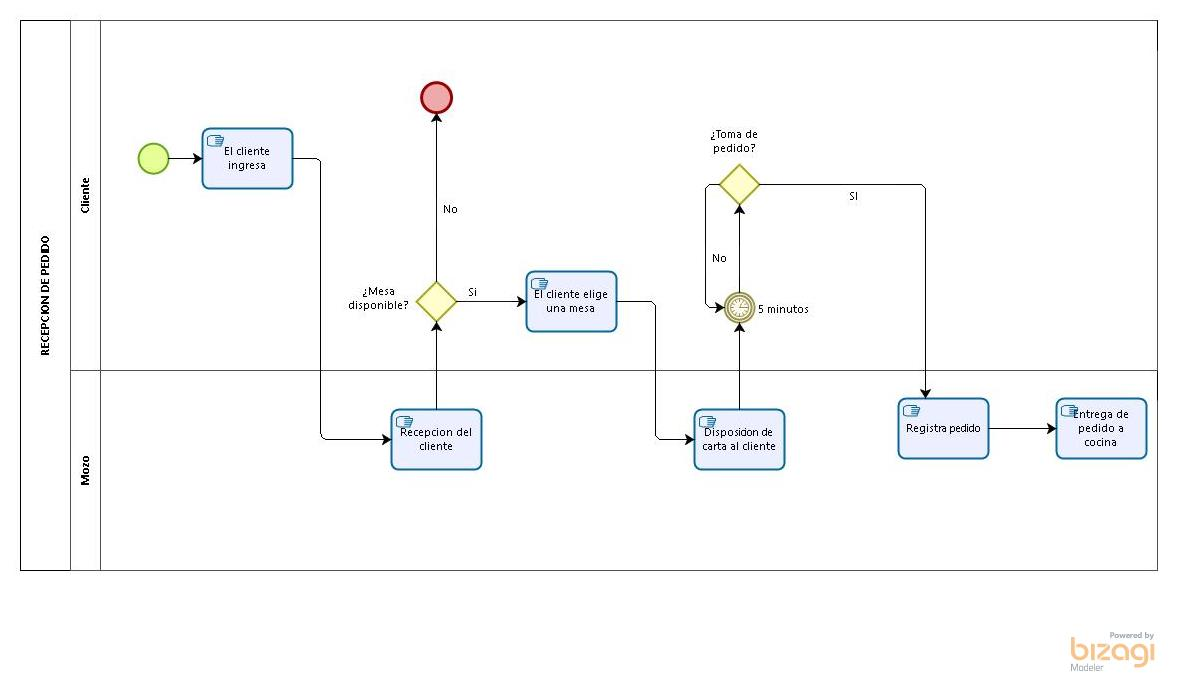 RECEPCION DE PEDIDO
Cliente
Mozo
El cliente
ingresa
Recepcion del
cliente
¿Mesa
disponible?
No
Si
El cliente elige
una mesa
Disposicion de
carta al cliente
5 minutos
¿Toma de
pedido?
No
SI
Registra pedido
Entrega de
pedido a
cocina
Powered by
bizagi
Modeler